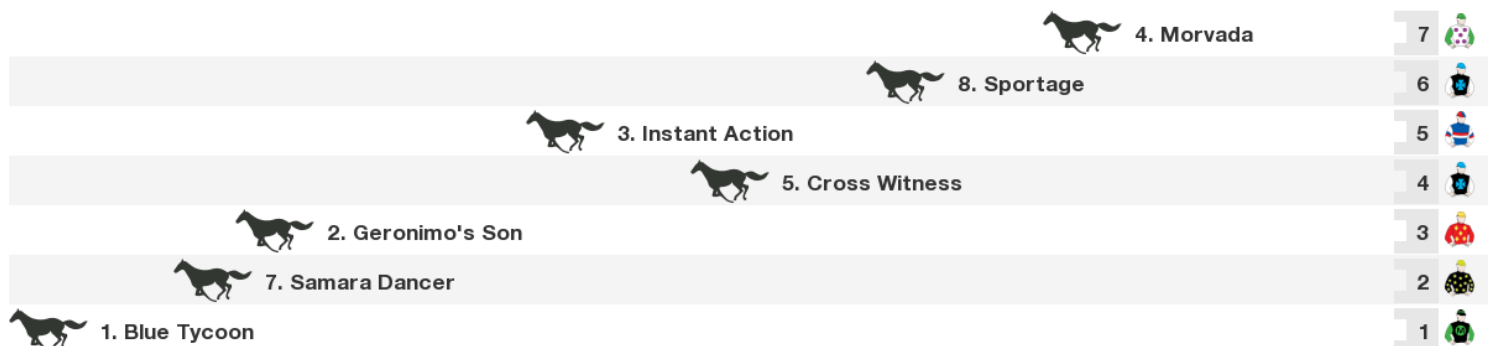 4. Morvada 7
8. Sportage 6
3. Instant Action 5
5. Cross Witness 4
2. Geronimo's Son 3
7. Samara Dancer 2
1. Blue Tycoon 1 M